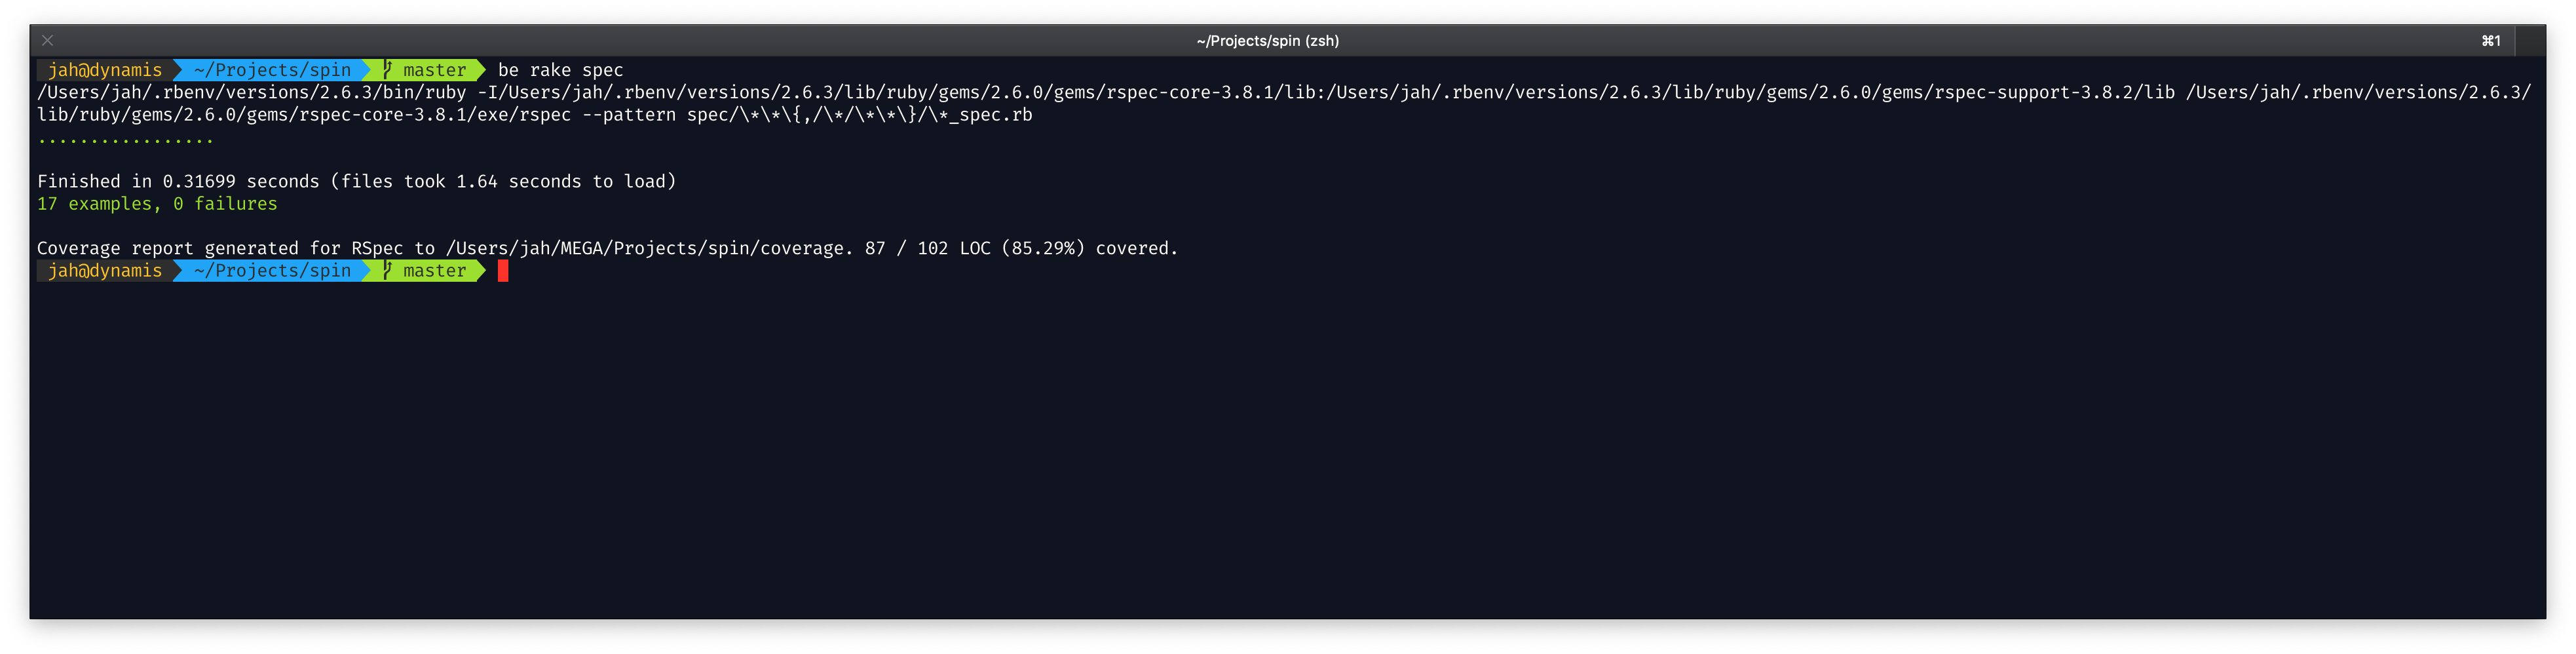 ~/Projects/spin (zsh) ⌘1
jah@dynamis ~/Projects/spin master be rake spec
/Users/jah/.rbenv/versions/2.6.3/bin/ruby -I/Users/jah/.rbenv/versions/2.6.3/lib/ruby/gems/2.6.0/gems/rspec-core-3.8.1/lib:/Users/jah/.rbenv/versions/2.6.3/lib/ruby/gems/2.6.0/gems/rspec-support-3.8.2/lib /Users/jah/.rbenv/versions/2.6.3/
lib/ruby/gems/2.6.0/gems/rspec-core-3.8.1/exe/rspec --pattern spec/\*\*\{,/\*/\*\*\}/\*_spec.rb
.................
Finished in 0.31699 seconds (files took 1.64 seconds to load)
17 examples, 0 failures
Coverage report generated for RSpec to /Users/jah/MEGA/Projects/spin/coverage. 87 / 102 LOC (85.29%) covered.
jah@dynamis ~/Projects/spin master